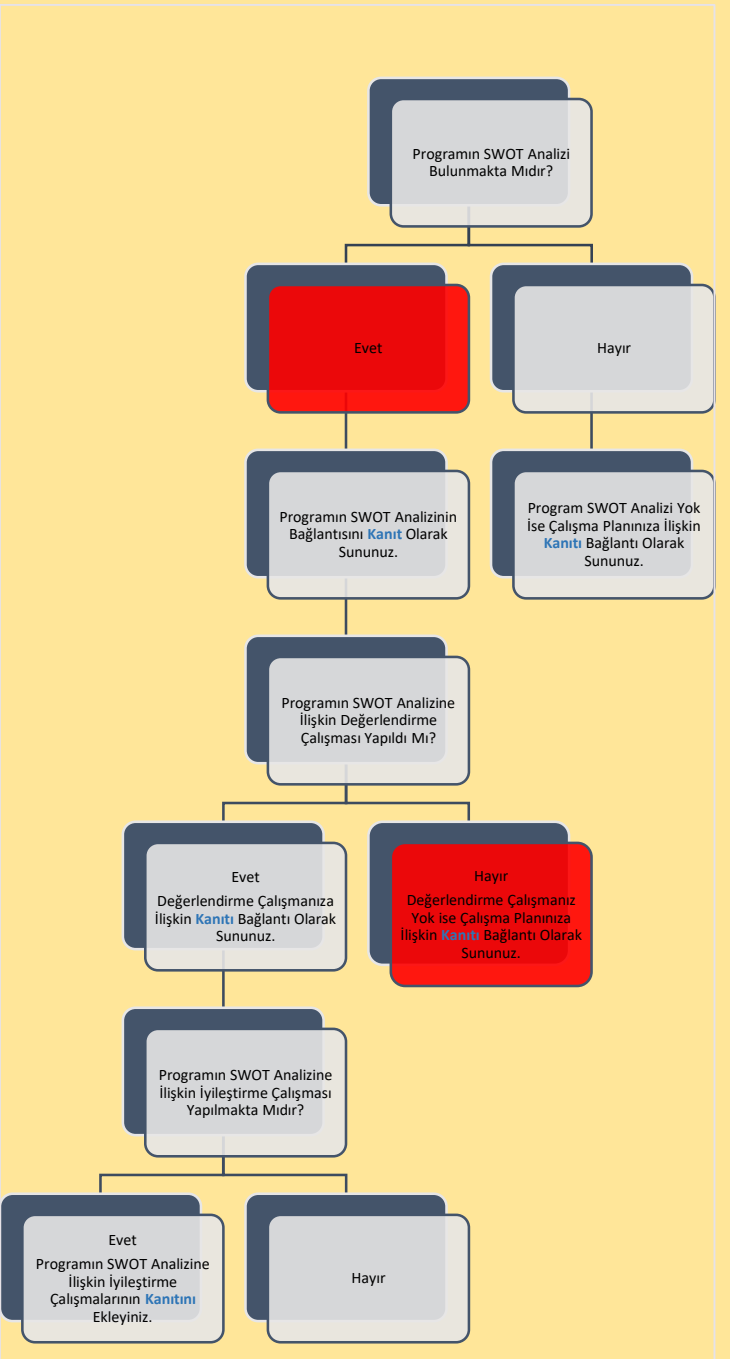 Programın SWOT Analizi
Bulunmakta Mıdır?
Evet
Hayır
Programın SWOT Analizinin
Bağlantısını Kanıt Olarak
Sununuz.
Program SWOT Analizi Yok
İse Çalışma Planınıza İlişkin
Kanıtı Bağlantı Olarak
Sununuz.
Programın SWOT Analizine
İlişkin Değerlendirme
Çalışması Yapıldı Mı?
Evet
Değerlendirme Çalışmanıza
İlişkin Kanıtı Bağlantı Olarak
Sununuz.
Hayır
Değerlendirme Çalışmanız
Yok ise Çalışma Planınıza
İlişkin Kanıtı Bağlantı Olarak
Sununuz.
Programın SWOT Analizine
İlişkin İyileştirme Çalışması
Yapılmakta Mıdır?
Evet
Programın SWOT Analizine
İlişkin İyileştirme
Çalışmalarının Kanıtını
Ekleyiniz.
Hayır